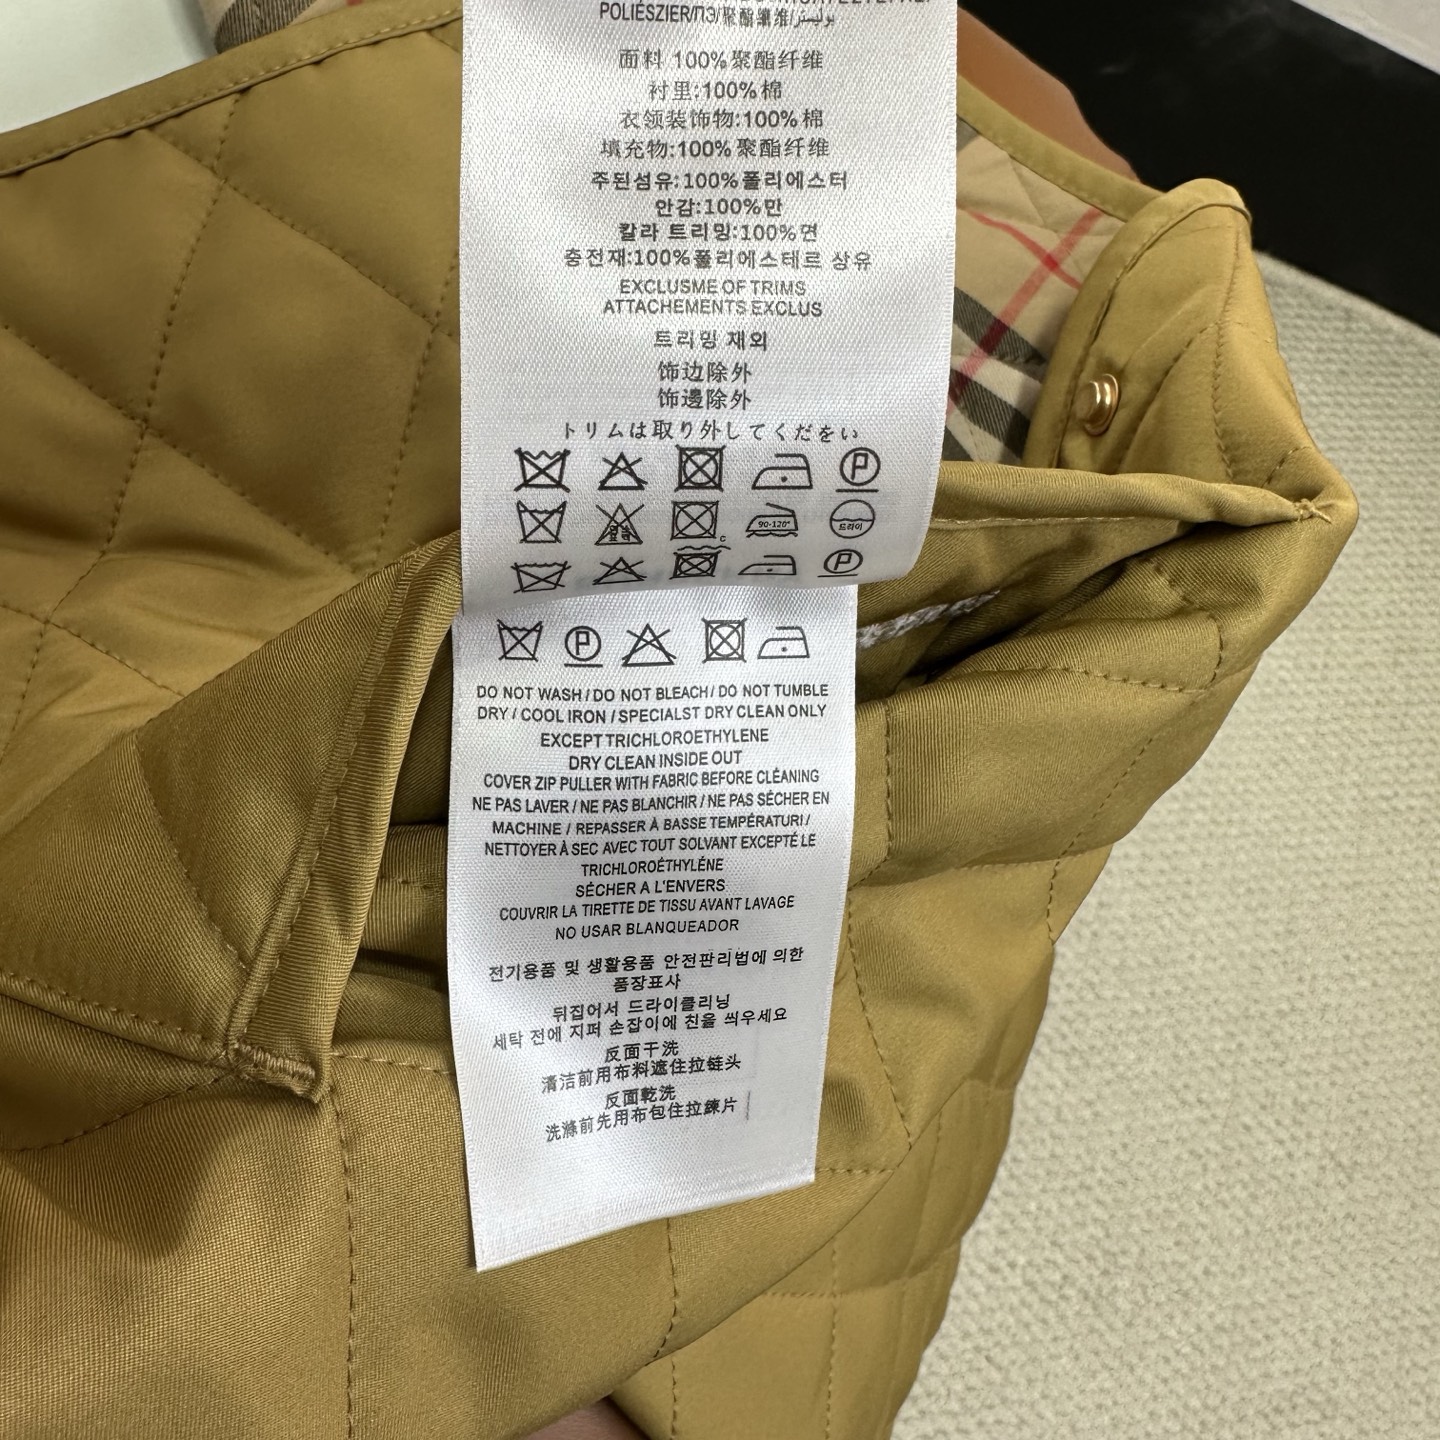 POLIÉSZIER/ПЭ/聚酯纖维/بوليستر
面料 100%聚酯纤维
衬里:100%棉
衣领装饰物:100%棉
填充物:100%聚酯纤维
주된섬유:100%폴리에스터
안감:100%만
칼라 트리밍:100%면
충전재:100%폴리에스테르 상유
EXCLUSME OF TRIMS
ATTACHEMENTS EXCLUS
트리밍 재외
饰边除外
饰邊除外
トリムは取り外してくだをい
P
90-120°
드라이
C
P
P
DO NOT WASH / DO NOT BLEACH / DO NOT TUMBLE
DRY / COOL IRON / SPECIALST DRY CLEAN ONLY
EXCEPT TRICHLOROETHYLENE
DRY CLEAN INSIDE OUT
COVER ZIP PULLER WITH FABRIC BEFORE CLÉANING
NE PAS LAVER / NE PAS BLANCHIR / NE PAS SÉCHER EN
MACHINE / REPASSER À BASSE TEMPÉRATURI /
NETTOYER À SEC AVEC TOUT SOLVANT EXCEPTÉ LE
TRICHLOROÉTHYLÉNE
SÉCHER A L'ENVERS
COUVRIR LA TIRETTE DE TISSU AVANT LAVAGE
NO USAR BLANQUEADOR
전기용품 및 생활용품 안전판리법에 의한
품장표사
뒤집어서 드라이클리닝
세탁 전에 지퍼 손잡이에 친을 씌우세요
反面干洗
清洁前用布料遮住拉链头
反面乾洗
洗滌前先用布包住拉鍊片